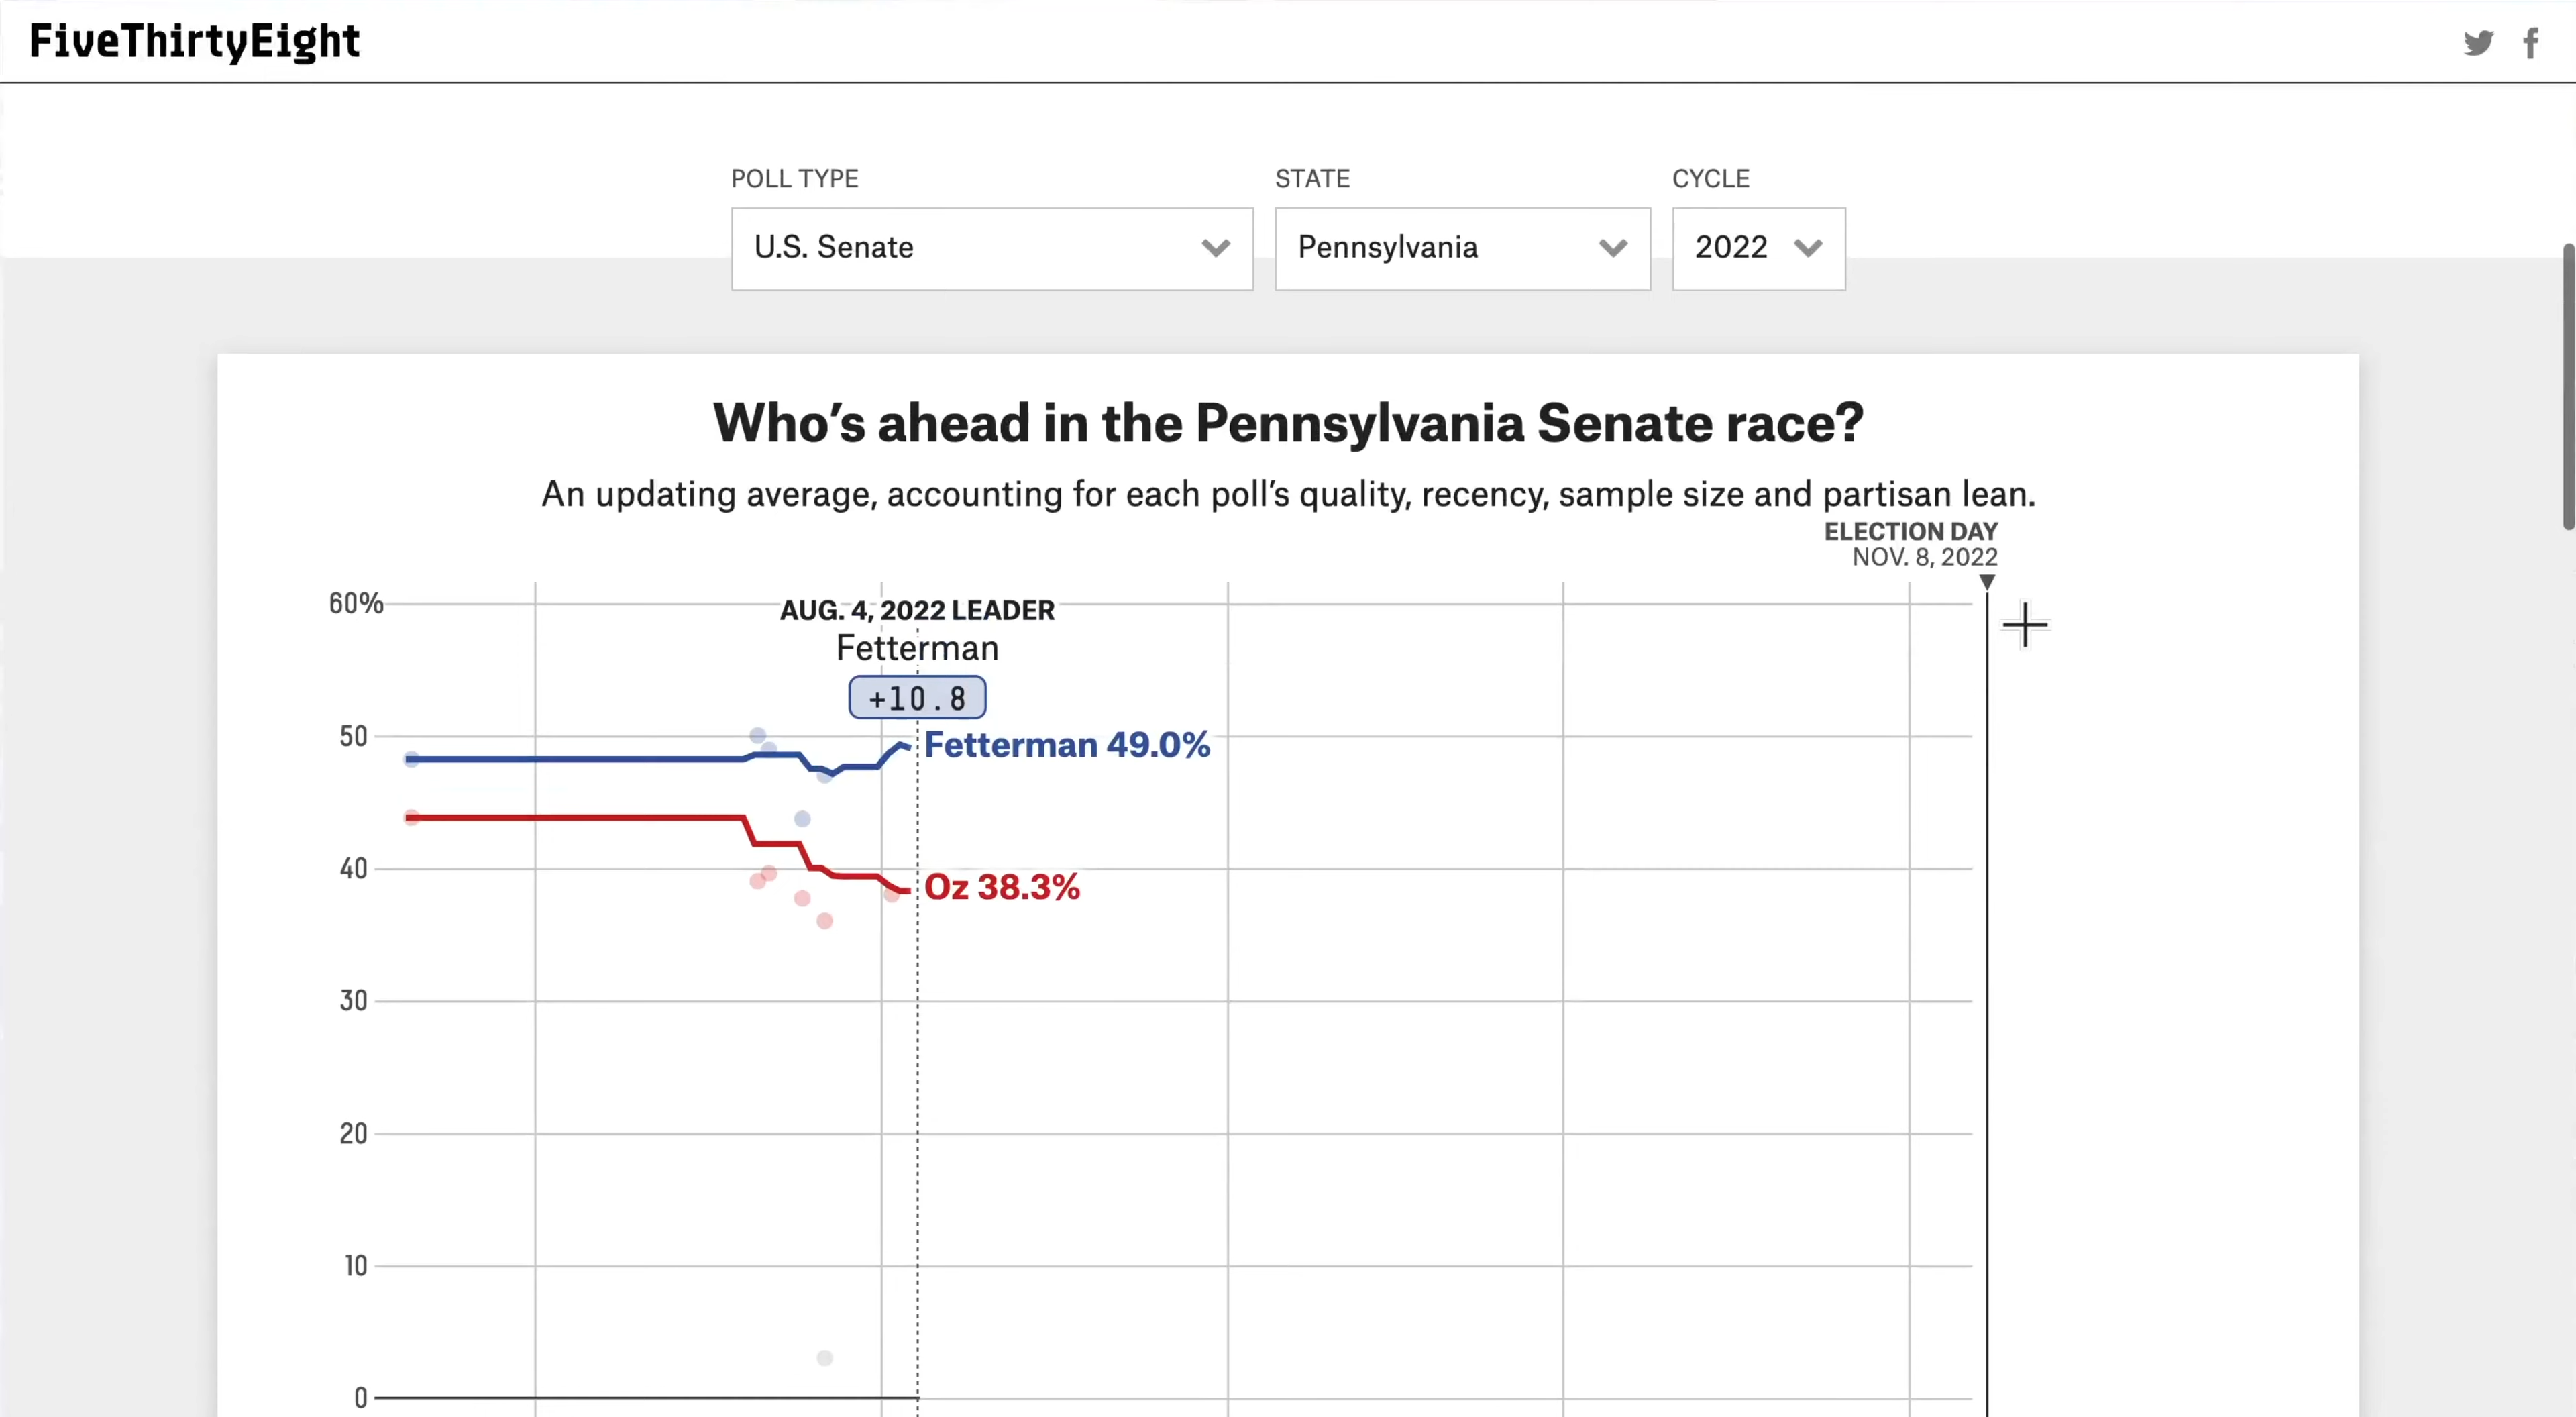 FiveThirtyEight
POLL TYPE
STATE
CYCLE
U.S. Senate
Pennsylvania
2022
Who's ahead in the Pennsylvania Senate race?
An updating average, accounting for each poll's quality, recency, sample size and partisan lean.
ELECTION DAY
NOV. 8, 2022
60%
AUG. 4, 2022 LEADER
Fetterman
+10.8
50
Fetterman 49.0%
40
Oz 38.3%
30
20
10
0